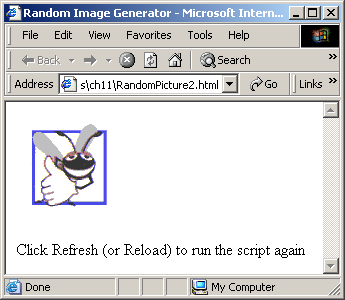 Random Image Generator - Microsoft Intern
File Edit View Favorites Tools Help
Back Search
Address s\ch11\RandomPicture2.html Go Links
Click Refresh (or Reload) to run the script again
Done My Computer